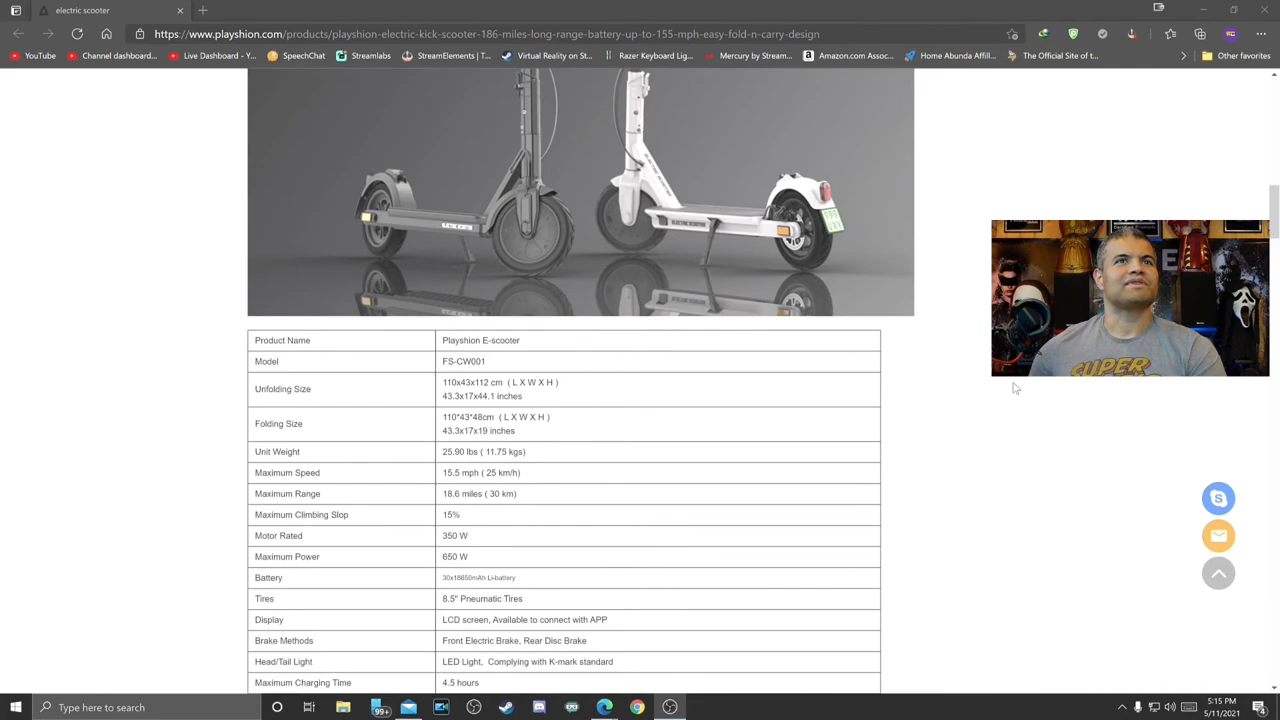 electric scooter
https://www.playshion.com/products/playshion-electric-kick-scooter-186-miles-long-range-battery-up-to-155-mph-easy-fold-n-carry-design
YouTube
Channel dashboard...
Live Dashboard - Yo...
SpeechChat
Streamlabs
StreamElements | T...
Virtual Reality on St...
Razer Keyboard Lig...
Mercury by Stream...
Amazon.com Assoc...
Home Abunda Affil...
The Official Site of t...
Other favorites
ELECTRIC SCOOTER
Product Name Playshion E-scooter
Model FS-CW001
Unfolding Size 110x43x112 cm ( L X W X H )
43.3x17x44.1 inches
Folding Size 110*43*48cm ( L X W X H )
43.3x17x19 inches
Unit Weight 25.90 lbs ( 11.75 kgs)
Maximum Speed 15.5 mph ( 25 km/h)
Maximum Range 18.6 miles ( 30 km)
Maximum Climbing Slop 15%
Motor Rated 350 W
Maximum Power 650 W
Battery 30x18650mAh Li-battery
Tires 8.5" Pneumatic Tires
Display LCD screen, Available to connect with APP
Brake Methods Front Electric Brake, Rear Disc Brake
Head/Tail Light LED Light, Complying with K-mark standard
Maximum Charging Time 4.5 hours
SUPER
Type here to search
99+
5:15 PM
5/11/2021
4